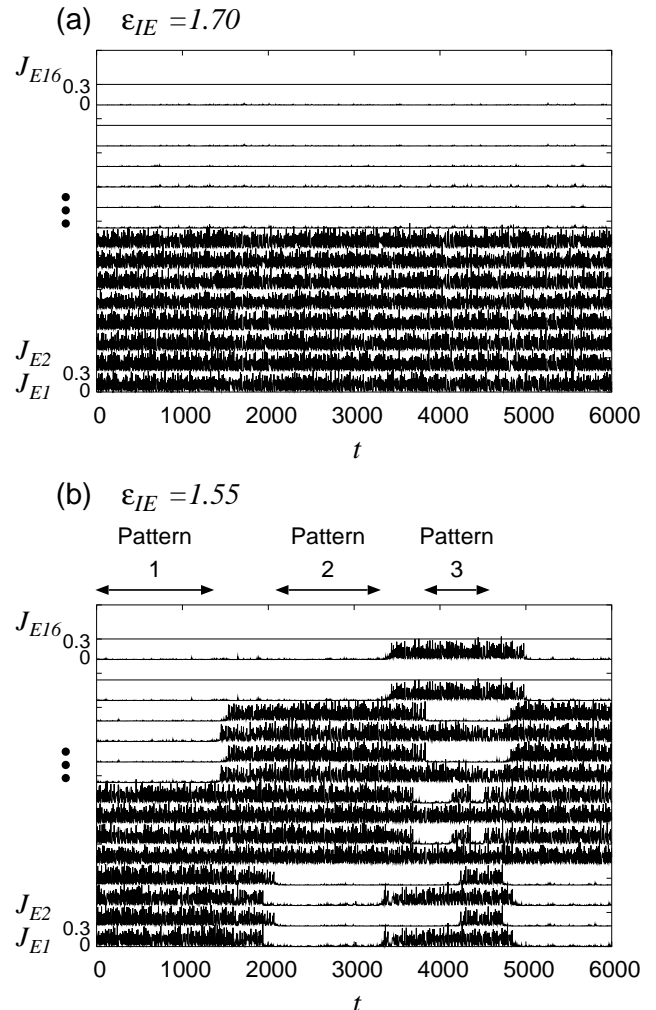 (a) ε_IE =1.70
J_E16
0.3
0
•••
J_E2
J_E1
0.3
0
0 1000 2000 3000 4000 5000 6000
t
(b) ε_IE =1.55
Pattern Pattern Pattern
1 2 3
J_E16
0.3
0
•••
J_E2
J_E1
0.3
0
0 1000 2000 3000 4000 5000 6000
t